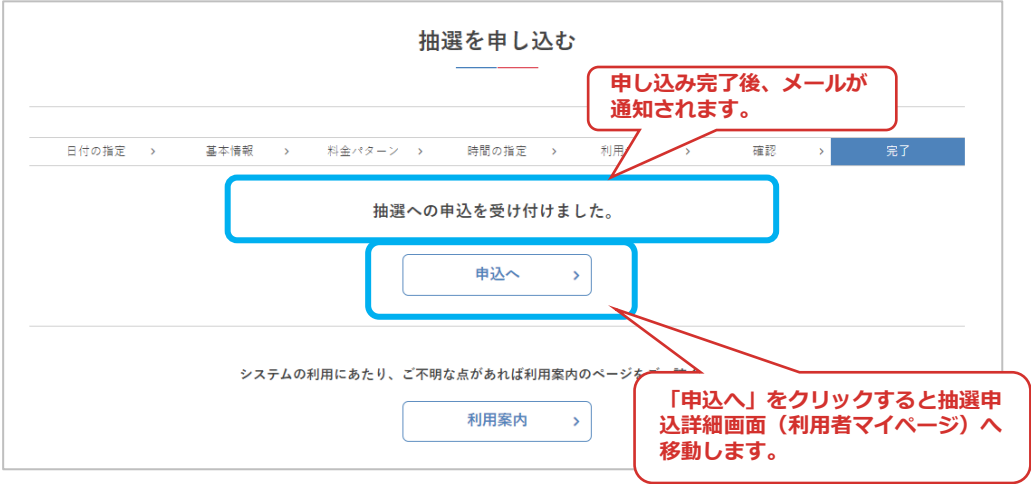 抽選を申し込む
申し込み完了後、メールが
通知されます。
日付の指定 > 基本情報 > 料金パターン > 時間の指定 > 利用 > 確認 > 完了
抽選への申込を受け付けました。
申込へ >
システムの利用にあたり、ご不明な点があれば利用案内のページを
利用案内 >
「申込へ」をクリックすると抽選申
込詳細画面（利用者マイページ）へ
移動します。